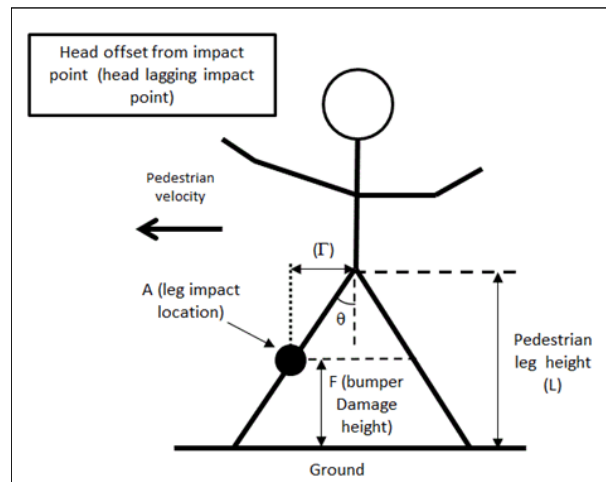 Head offset from impact
point (head lagging impact
point)
Pedestrian
velocity
(Γ)
A (leg impact
location)
θ
F (bumper
Damage
height)
Pedestrian
leg height
(L)
Ground